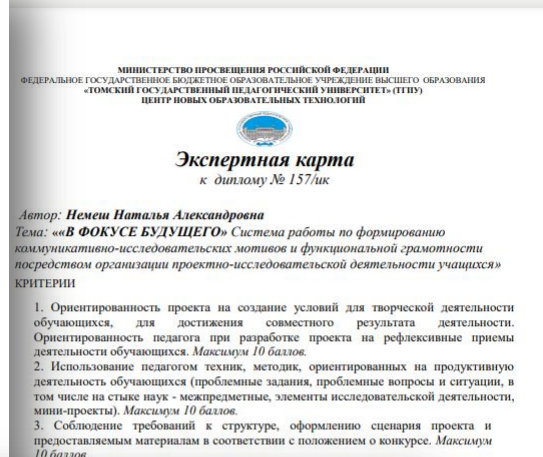 МИНИСТЕРСТВО ПРОСВЕЩЕНИЯ РОССИЙСКОЙ ФЕДЕРАЦИИ
ФЕДЕРАЛЬНОЕ ГОСУДАРСТВЕННОЕ БЮДЖЕТНОЕ ОБРАЗОВАТЕЛЬНОЕ УЧРЕЖДЕНИЕ ВЫСШЕГО ОБРАЗОВАНИЯ
«ТОМСКИЙ ГОСУДАРСТВЕННЫЙ ПЕДАГОГИЧЕСКИЙ УНИВЕРСИТЕТ» (ТГПУ)
ЦЕНТР НОВЫХ ОБРАЗОВАТЕЛЬНЫХ ТЕХНОЛОГИЙ
Экспертная карта
к диплому № 157/ик
Автор: Немеш Наталья Александровна
Тема: ««В ФОКУСЕ БУДУЩЕГО» Система работы по формированию
коммуникативно-исследовательских мотивов и функциональной грамотности
посредством организации проектно-исследовательской деятельности учащихся»
КРИТЕРИИ
1. Ориентированность проекта на создание условий для творческой деятельности
обучающихся, для достижения совместного результата деятельности.
Ориентированность педагога при разработке проекта на рефлексивные приемы
деятельности обучающихся. Максимум 10 баллов.
2. Использование педагогом техник, методик, ориентированных на продуктивную
деятельность обучающихся (проблемные задания, проблемные вопросы и ситуации, в
том числе на стыке наук - межпредметные, элементы исследовательской деятельности,
мини-проекты). Максимум 10 баллов.
3. Соблюдение требований к структуре, оформлению сценария проекта и
предоставляемым материалам в соответствии с положением о конкурсе. Максимум
10 баллов